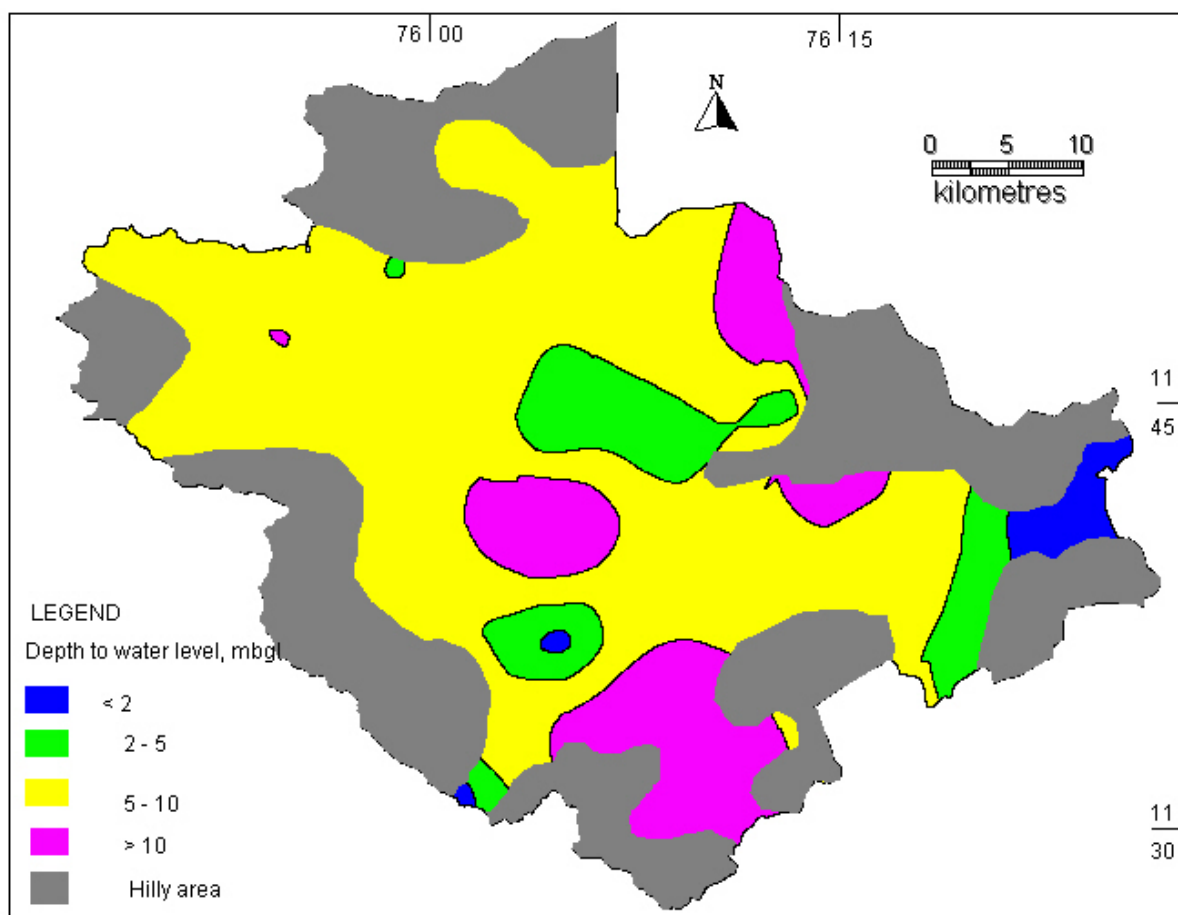 76 00
76 15
N
0 5 10
kilometres
11
45
LEGEND
Depth to water level, mbgl
< 2
2 - 5
5 - 10
> 10
Hilly area
11
30